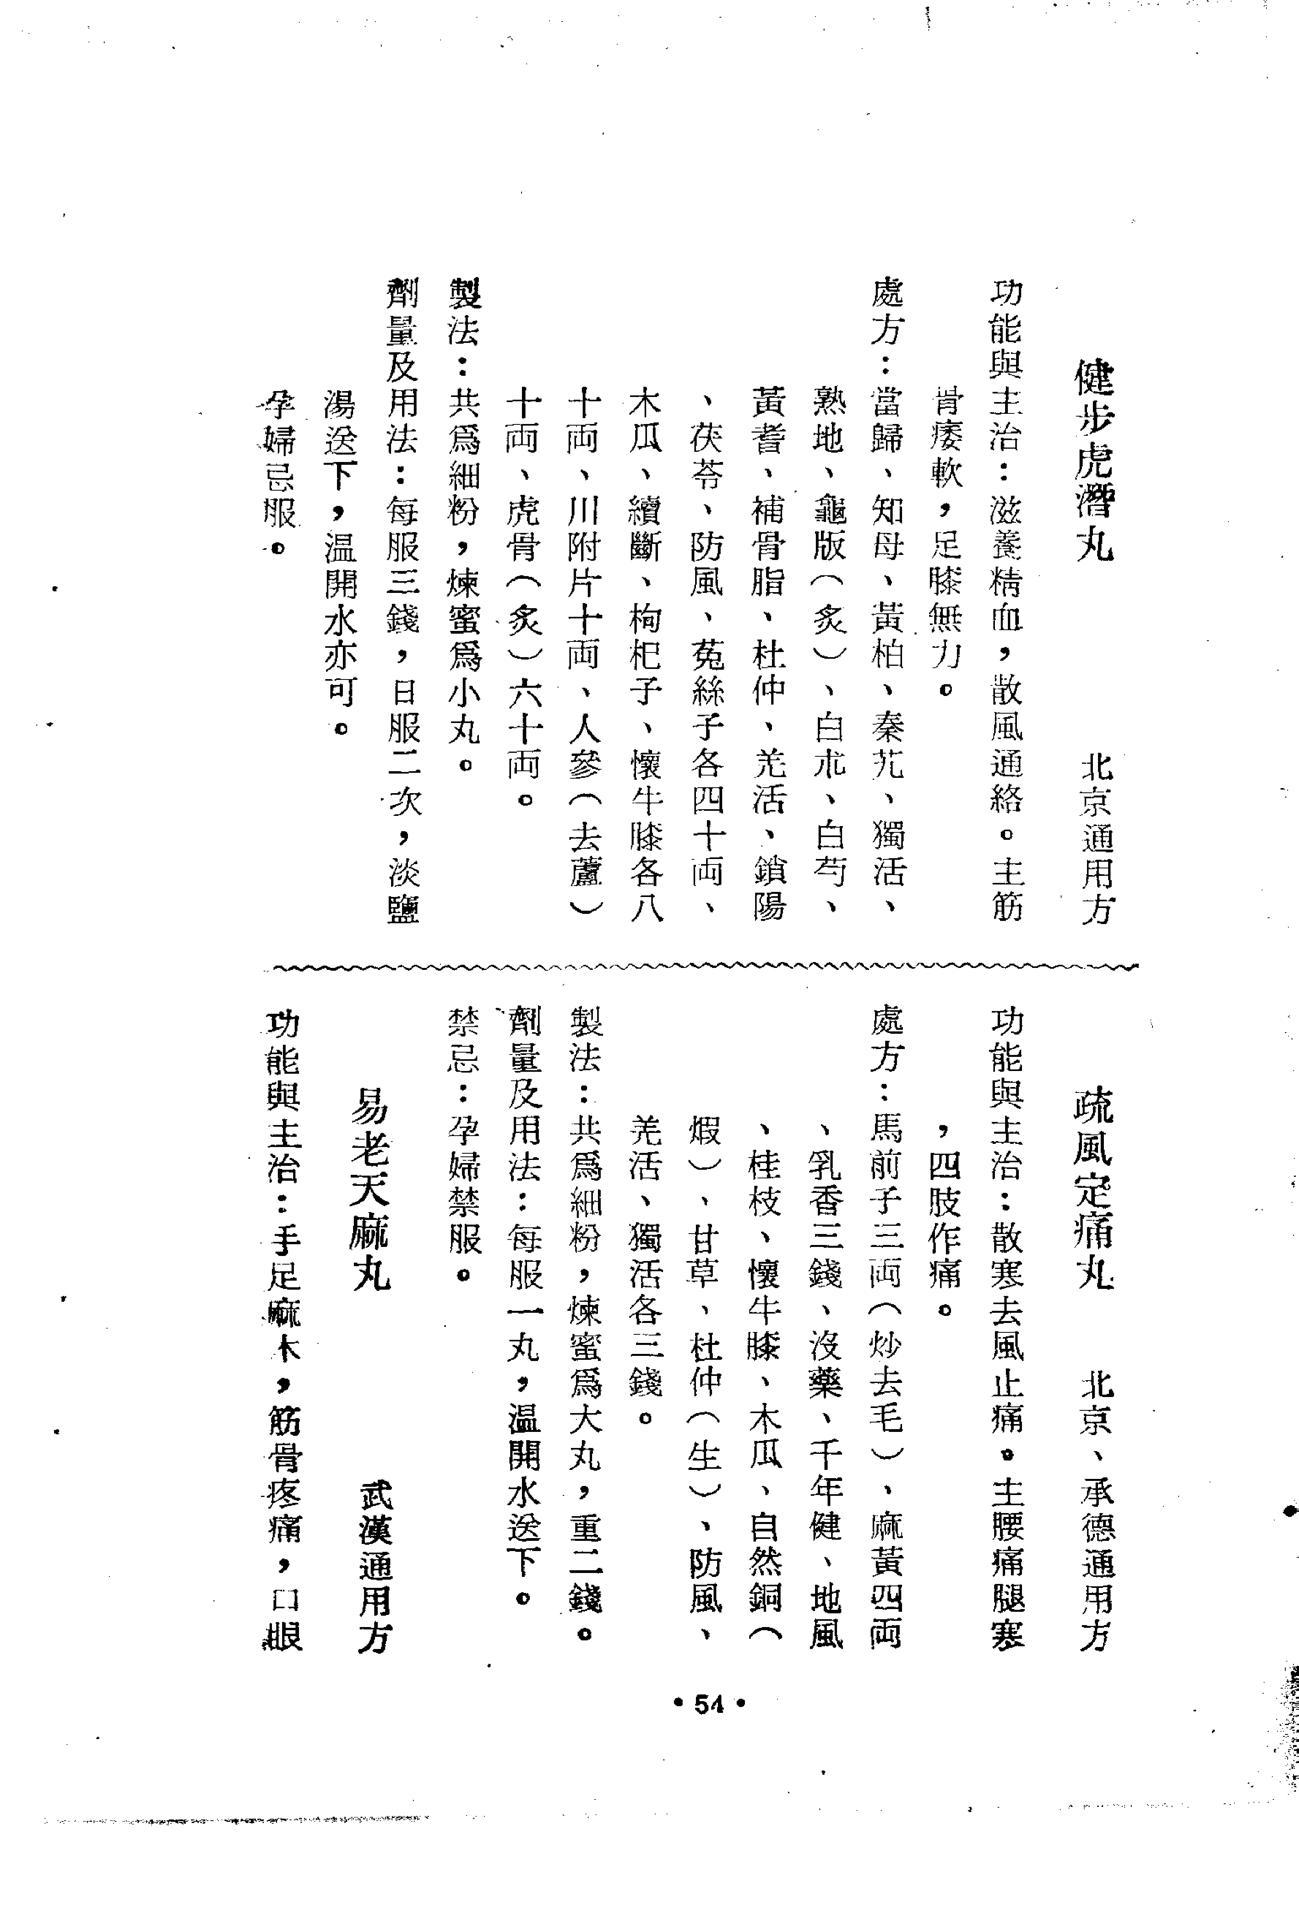 健步虎潛丸　　北京通用方
功能與主治：滋養精血，散風通絡。主筋
骨痿軟，足膝無力。
處方：當歸、知母、黃柏、秦艽、獨活、
熟地、龜版（炙）、白朮、白芍、
黃耆、補骨脂、杜仲、羌活、鎖陽
、茯苓、防風、菟絲子各四十両、
木瓜、續斷、枸杞子、懷牛膝各八
十両、川附片十両、人參（去蘆）
十両、虎骨（炙）六十両。
製法：共爲細粉，煉蜜爲小丸。
劑量及用法：每服三錢，日服二次，淡鹽
湯送下，温開水亦可。
孕婦忌服。
疏風定痛丸　　北京、承德通用方
功能與主治：散寒去風止痛。主腰痛腿寒
，四肢作痛。
處方：馬前子三両（炒去毛）、麻黃四両
、乳香三錢、沒藥、千年健、地風
、桂枝、懷牛膝、木瓜、自然銅（
煆）、甘草、杜仲（生）、防風、
羌活、獨活各三錢。
製法：共爲細粉，煉蜜爲大丸，重二錢。
劑量及用法：每服一丸，温開水送下。
禁忌：孕婦禁服。
易老天麻丸　　武漢通用方
功能與主治：手足麻木，筋骨疼痛，口眼
•54•